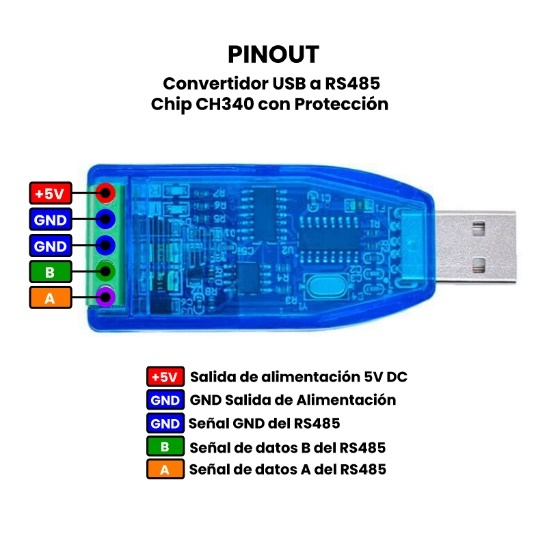 PINOUT
Convertidor USB a RS485
Chip CH340 con Protección
+5V
GND
GND
B
A
+5V Salida de alimentación 5V DC
GND GND Salida de Alimentación
GND Señal GND del RS485
B Señal de datos B del RS485
A Señal de datos A del RS485